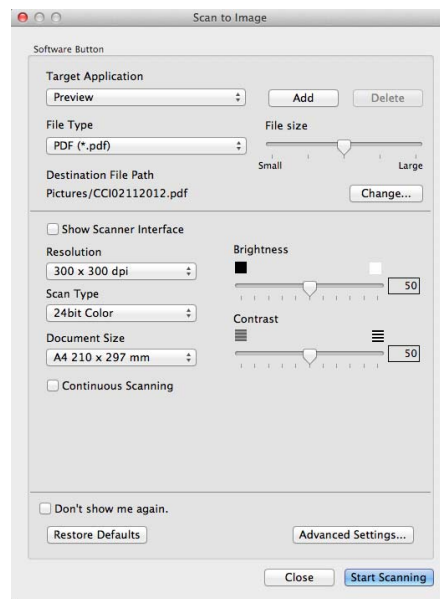 Scan to Image
Software Button
Target Application
Preview
Add
Delete
File Type
File size
PDF (*.pdf)
Small
Large
Destination File Path
Pictures/CCI02112012.pdf
Change...
Show Scanner Interface
Resolution
Brightness
300 x 300 dpi
50
Scan Type
24bit Color
Contrast
Document Size
A4 210 x 297 mm
50
Continuous Scanning
Don't show me again.
Restore Defaults
Advanced Settings...
Close
Start Scanning